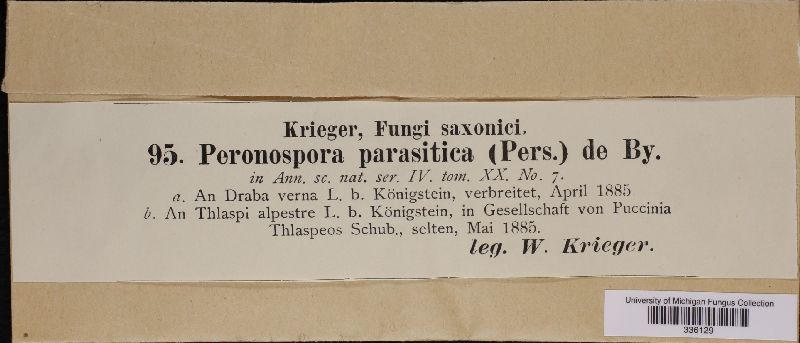 Krieger, Fungi saxonici.
95. Peronospora parasitica (Pers.) de By.
in Ann. sc. nat. ser. IV. tom. XX. No. 7.
a. An Draba verna L. b. Königstein, verbreitet, April 1885
b. An Thlaspi alpestre L. b. Königstein, in Gesellschaft von Puccinia
Thlaspeos Schub., selten, Mai 1885.
leg. W. Krieger.
University of Michigan Fungus Collection
336129